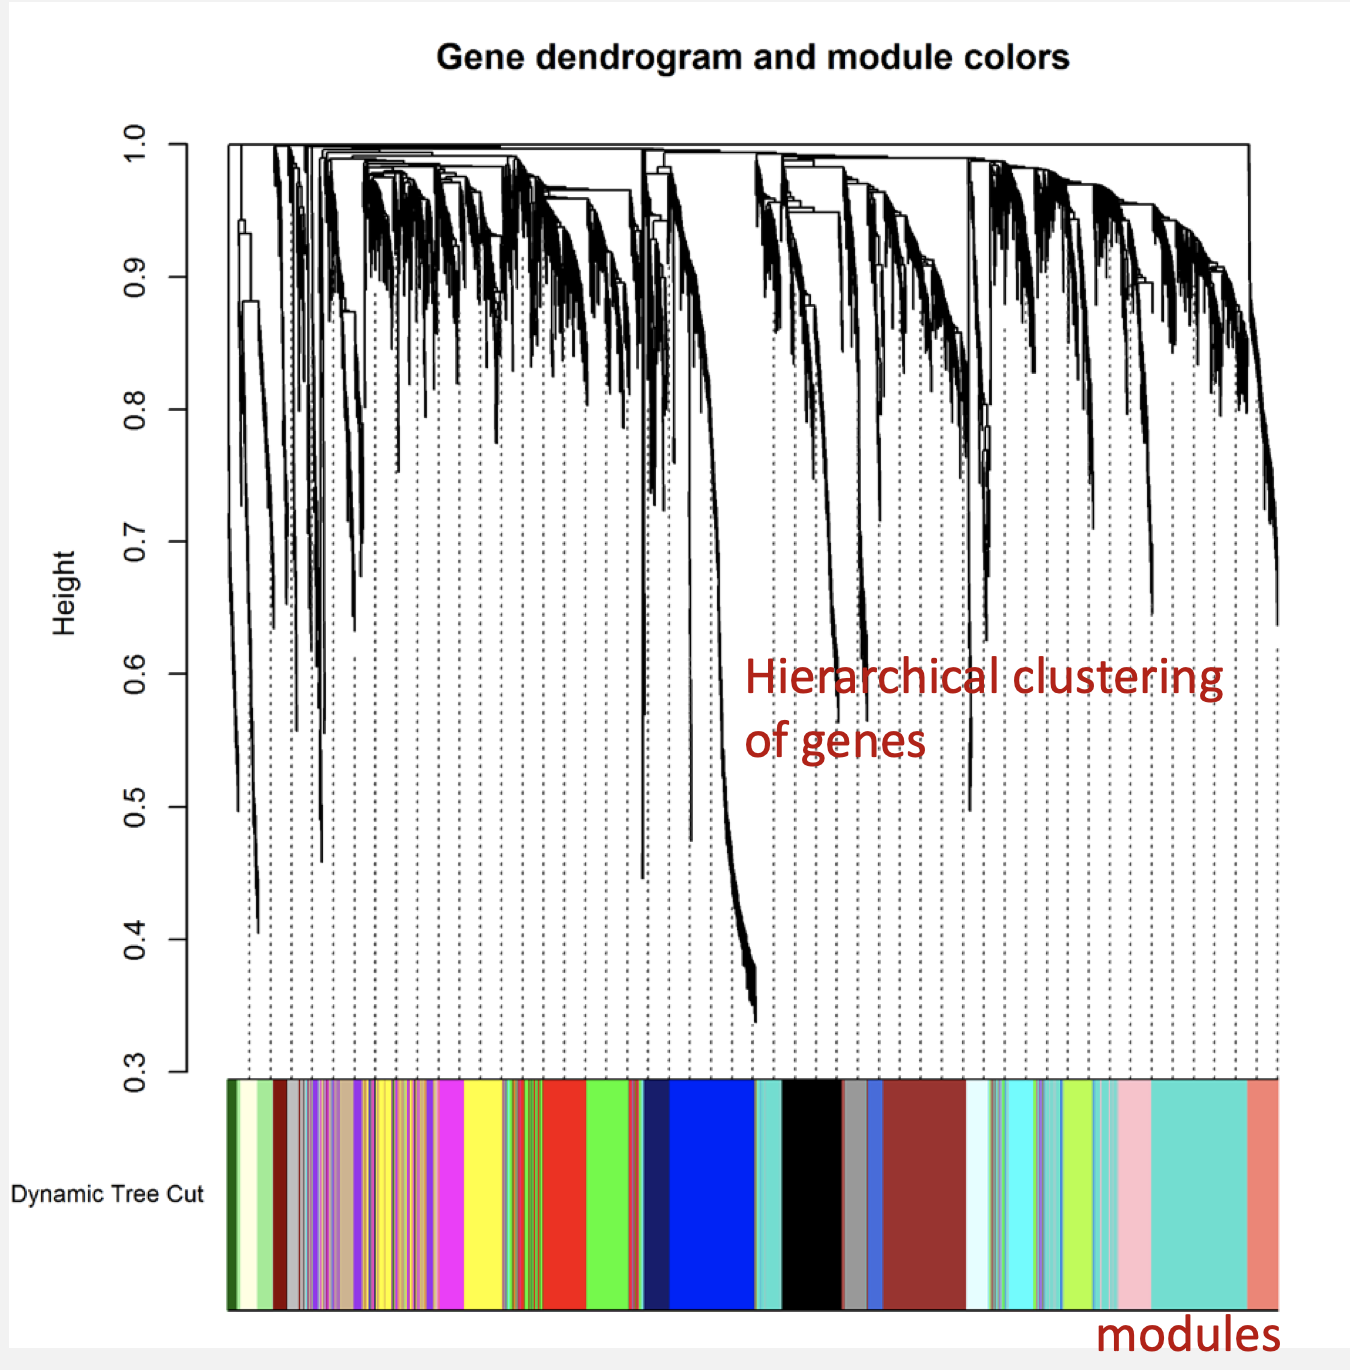 Gene dendrogram and module colors
1.0
0.9
0.8
0.7
0.6
0.5
0.4
0.3
Height
Hierarchical clustering
of genes
Dynamic Tree Cut
modules